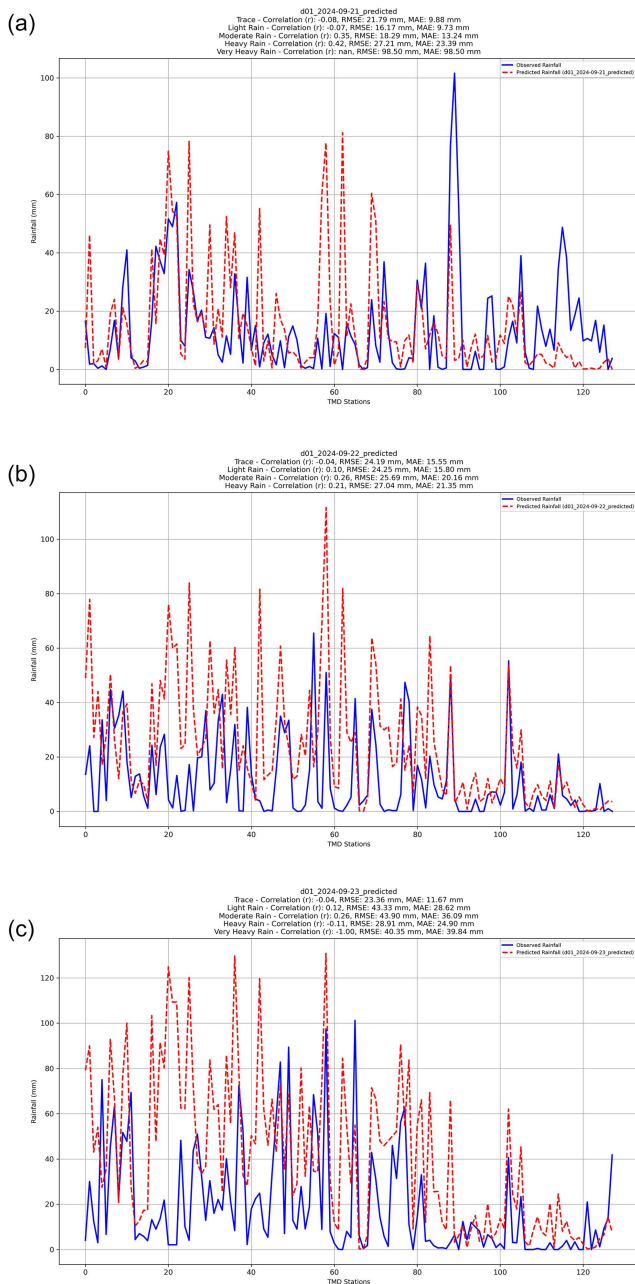 (a)
d01_2024-09-21_predicted
Trace - Correlation (r): -0.08, RMSE: 21.79 mm, MAE: 9.88 mm
Light Rain - Correlation (r): -0.07, RMSE: 16.17 mm, MAE: 9.73 mm
Moderate Rain - Correlation (r): 0.35, RMSE: 18.29 mm, MAE: 13.24 mm
Heavy Rain - Correlation (r): 0.42, RMSE: 27.21 mm, MAE: 23.39 mm
Very Heavy Rain - Correlation (r): nan, RMSE: 98.50 mm, MAE: 98.50 mm
Observed Rainfall
Predicted Rainfall (d01_2024-09-21_predicted)
Rainfall (mm)
100
80
60
40
20
0
0 20 40 60 80 100 120
TMD Stations
(b)
d01_2024-09-22_predicted
Trace - Correlation (r): -0.04, RMSE: 24.19 mm, MAE: 15.55 mm
Light Rain - Correlation (r): 0.10, RMSE: 24.25 mm, MAE: 15.80 mm
Moderate Rain - Correlation (r): 0.26, RMSE: 25.69 mm, MAE: 20.16 mm
Heavy Rain - Correlation (r): 0.21, RMSE: 27.04 mm, MAE: 21.35 mm
Observed Rainfall
Predicted Rainfall (d01_2024-09-22_predicted)
Rainfall (mm)
100
80
60
40
20
0
0 20 40 60 80 100 120
TMD Stations
(c)
d01_2024-09-23_predicted
Trace - Correlation (r): -0.04, RMSE: 23.36 mm, MAE: 11.67 mm
Light Rain - Correlation (r): 0.12, RMSE: 43.33 mm, MAE: 28.62 mm
Moderate Rain - Correlation (r): 0.26, RMSE: 43.90 mm, MAE: 36.09 mm
Heavy Rain - Correlation (r): -0.11, RMSE: 28.91 mm, MAE: 24.90 mm
Very Heavy Rain - Correlation (r): -1.00, RMSE: 40.35 mm, MAE: 39.84 mm
Observed Rainfall
Predicted Rainfall (d01_2024-09-23_predicted)
Rainfall (mm)
120
100
80
60
40
20
0
0 20 40 60 80 100 120
TMD Stations